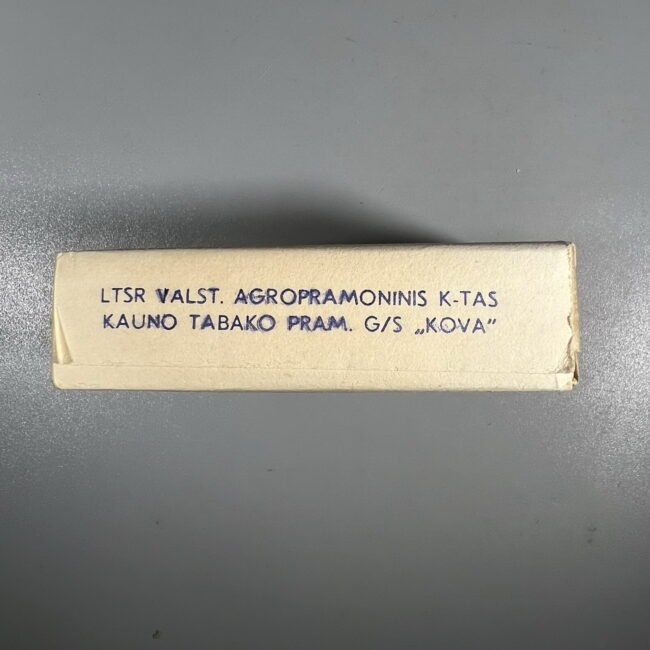 LTSR VALST. AGROPRAMONINIS K-TAS
KAUNO TABAKO PRAM. G/S „KOVA”